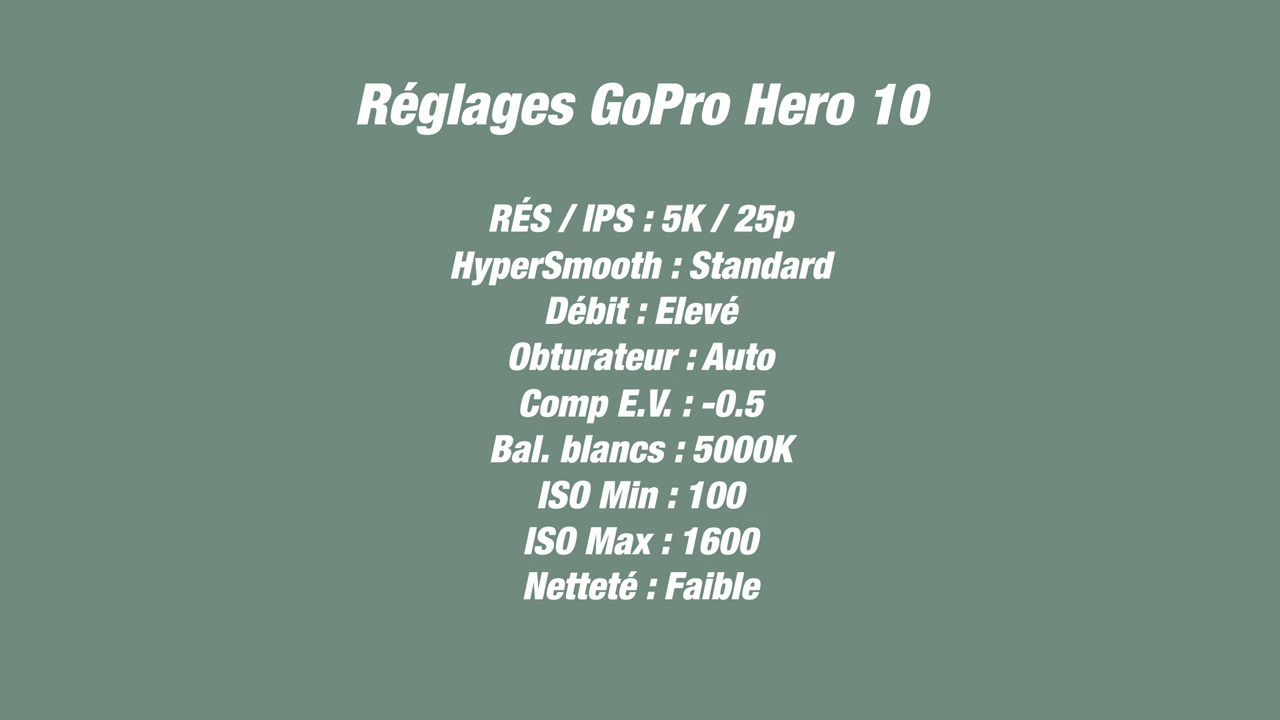 Réglages GoPro Hero 10
RÉS / IPS : 5K / 25p
HyperSmooth : Standard
Débit : Elevé
Obturateur : Auto
Comp E.V. : -0.5
Bal. blancs : 5000K
ISO Min : 100
ISO Max : 1600
Netteté : Faible